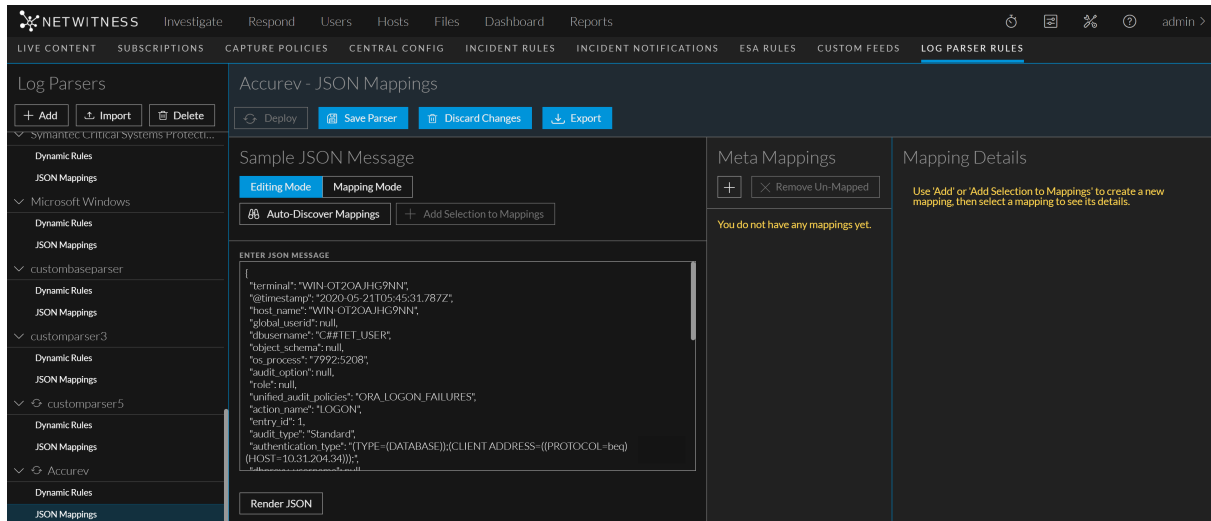 NETWITNESS Investigate Respond Users Hosts Files Dashboard Reports admin >
LIVE CONTENT SUBSCRIPTIONS CAPTURE POLICIES CENTRAL CONFIG INCIDENT RULES INCIDENT NOTIFICATIONS ESA RULES CUSTOM FEEDS LOG PARSER RULES
Log Parsers
+ Add Import Delete
Symantec Critical Systems Protecti...
Dynamic Rules
JSON Mappings
Microsoft Windows
Dynamic Rules
JSON Mappings
custombaseparser
Dynamic Rules
JSON Mappings
customparser3
Dynamic Rules
JSON Mappings
customparser5
Dynamic Rules
JSON Mappings
Accurev
Dynamic Rules
JSON Mappings
Accurev - JSON Mappings
Deploy Save Parser Discard Changes Export
Sample JSON Message
Editing Mode Mapping Mode
Auto-Discover Mappings + Add Selection to Mappings
ENTER JSON MESSAGE
{
"terminal": "WIN-OT2OAJHG9NN",
"@timestamp": "2020-05-21T05:45:31.787Z",
"host_name": "WIN-OT2OAJHG9NN",
"global_userid": null,
"dbusername": "C##TET_USER",
"object_schema": null,
"os_process": "7992:5208",
"audit_option": null,
"role": null,
"unified_audit_policies": "ORA_LOGON_FAILURES",
"action_name": "LOGON",
"entry_id": 1,
"audit_type": "Standard",
"authentication_type": "(TYPE=(DATABASE));(CLIENT ADDRESS=((PROTOCOL=beq)
(HOST=10.31.204.34)));",
"dbproxy_username": null,
Render JSON
Meta Mappings
+ Remove Un-Mapped
You do not have any mappings yet.
Mapping Details
Use 'Add' or 'Add Selection to Mappings' to create a new
mapping, then select a mapping to see its details.